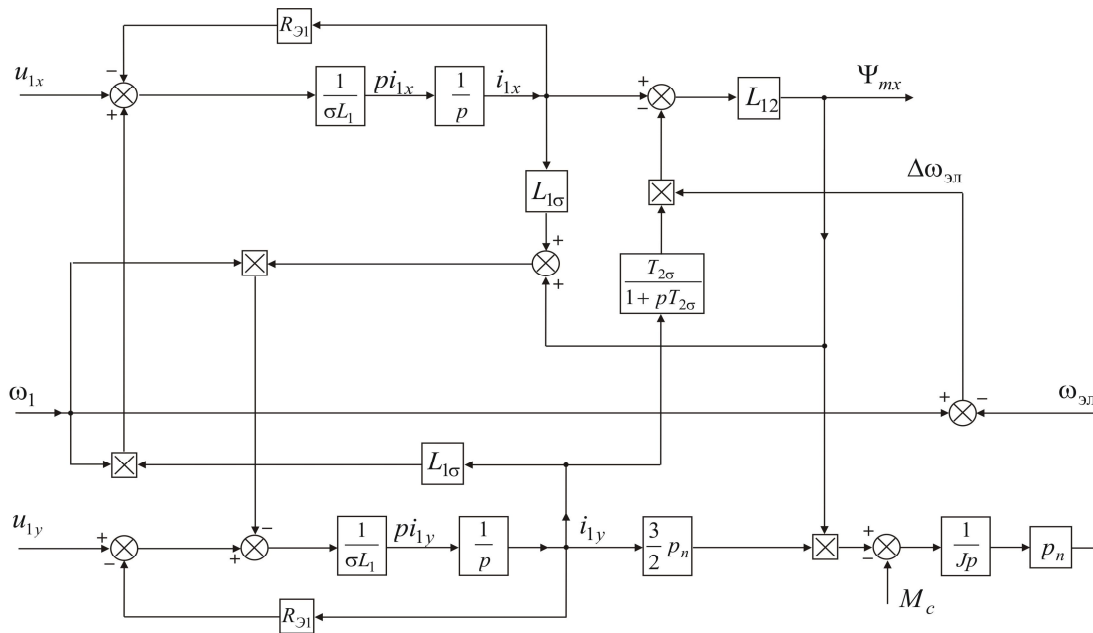 R_Э1
u_1x
−
+
1/(σL_1)
pi_1x
1/p
i_1x
+
−
L_12
Ψ_mx
Δω_эл
L_1σ
+
+
T_2σ/(1 + pT_2σ)
ω_1
+
−
ω_эл
L_1σ
u_1y
+
−
−
+
1/(σL_1)
pi_1y
1/p
i_1y
3/2 p_n
+
−
1/(Jp)
p_n
M_c
R_Э1